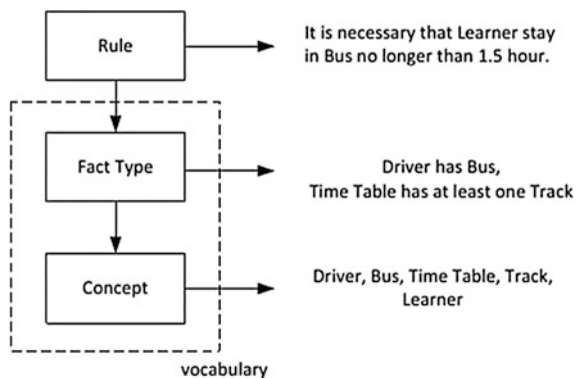 Rule
It is necessary that Learner stay
in Bus no longer than 1.5 hour.
Fact Type
Driver has Bus,
Time Table has at least one Track
Concept
Driver, Bus, Time Table, Track,
Learner
vocabulary